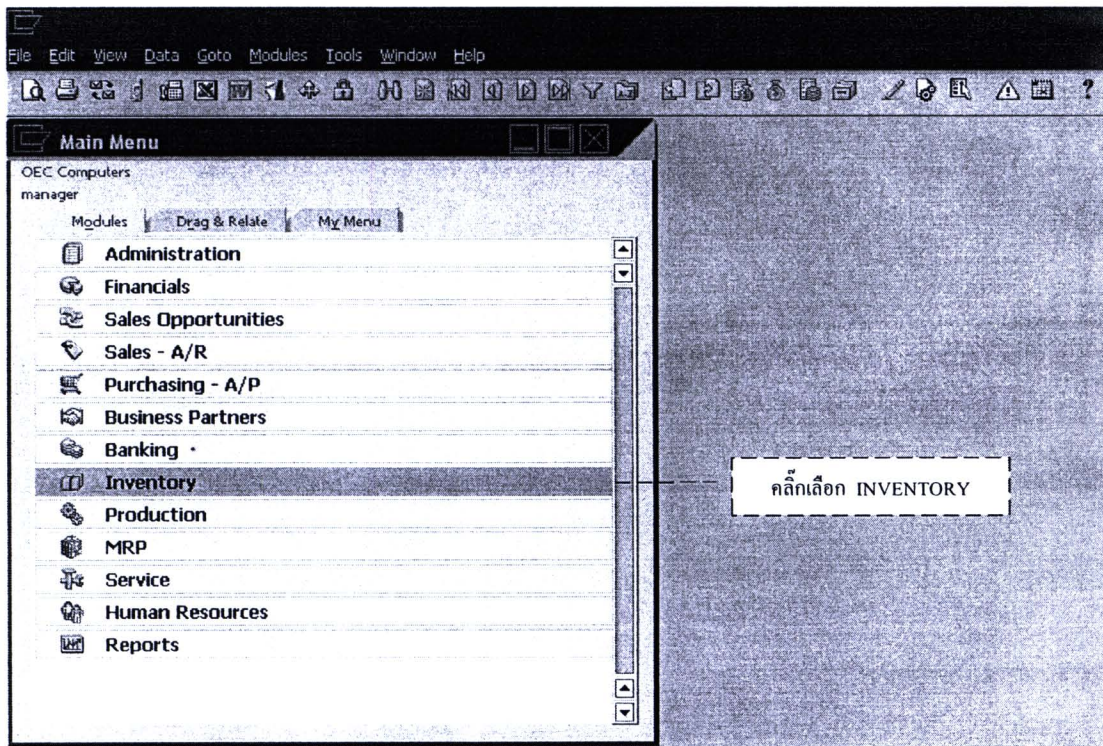 File Edit View Data Goto Modules Tools Window Help
Main Menu
OEC Computers
manager
Modules Drag & Relate My Menu
Administration
Financials
Sales Opportunities
Sales - A/R
Purchasing - A/P
Business Partners
Banking
Inventory
Production
MRP
Service
Human Resources
Reports
คลิ๊กเลือก INVENTORY